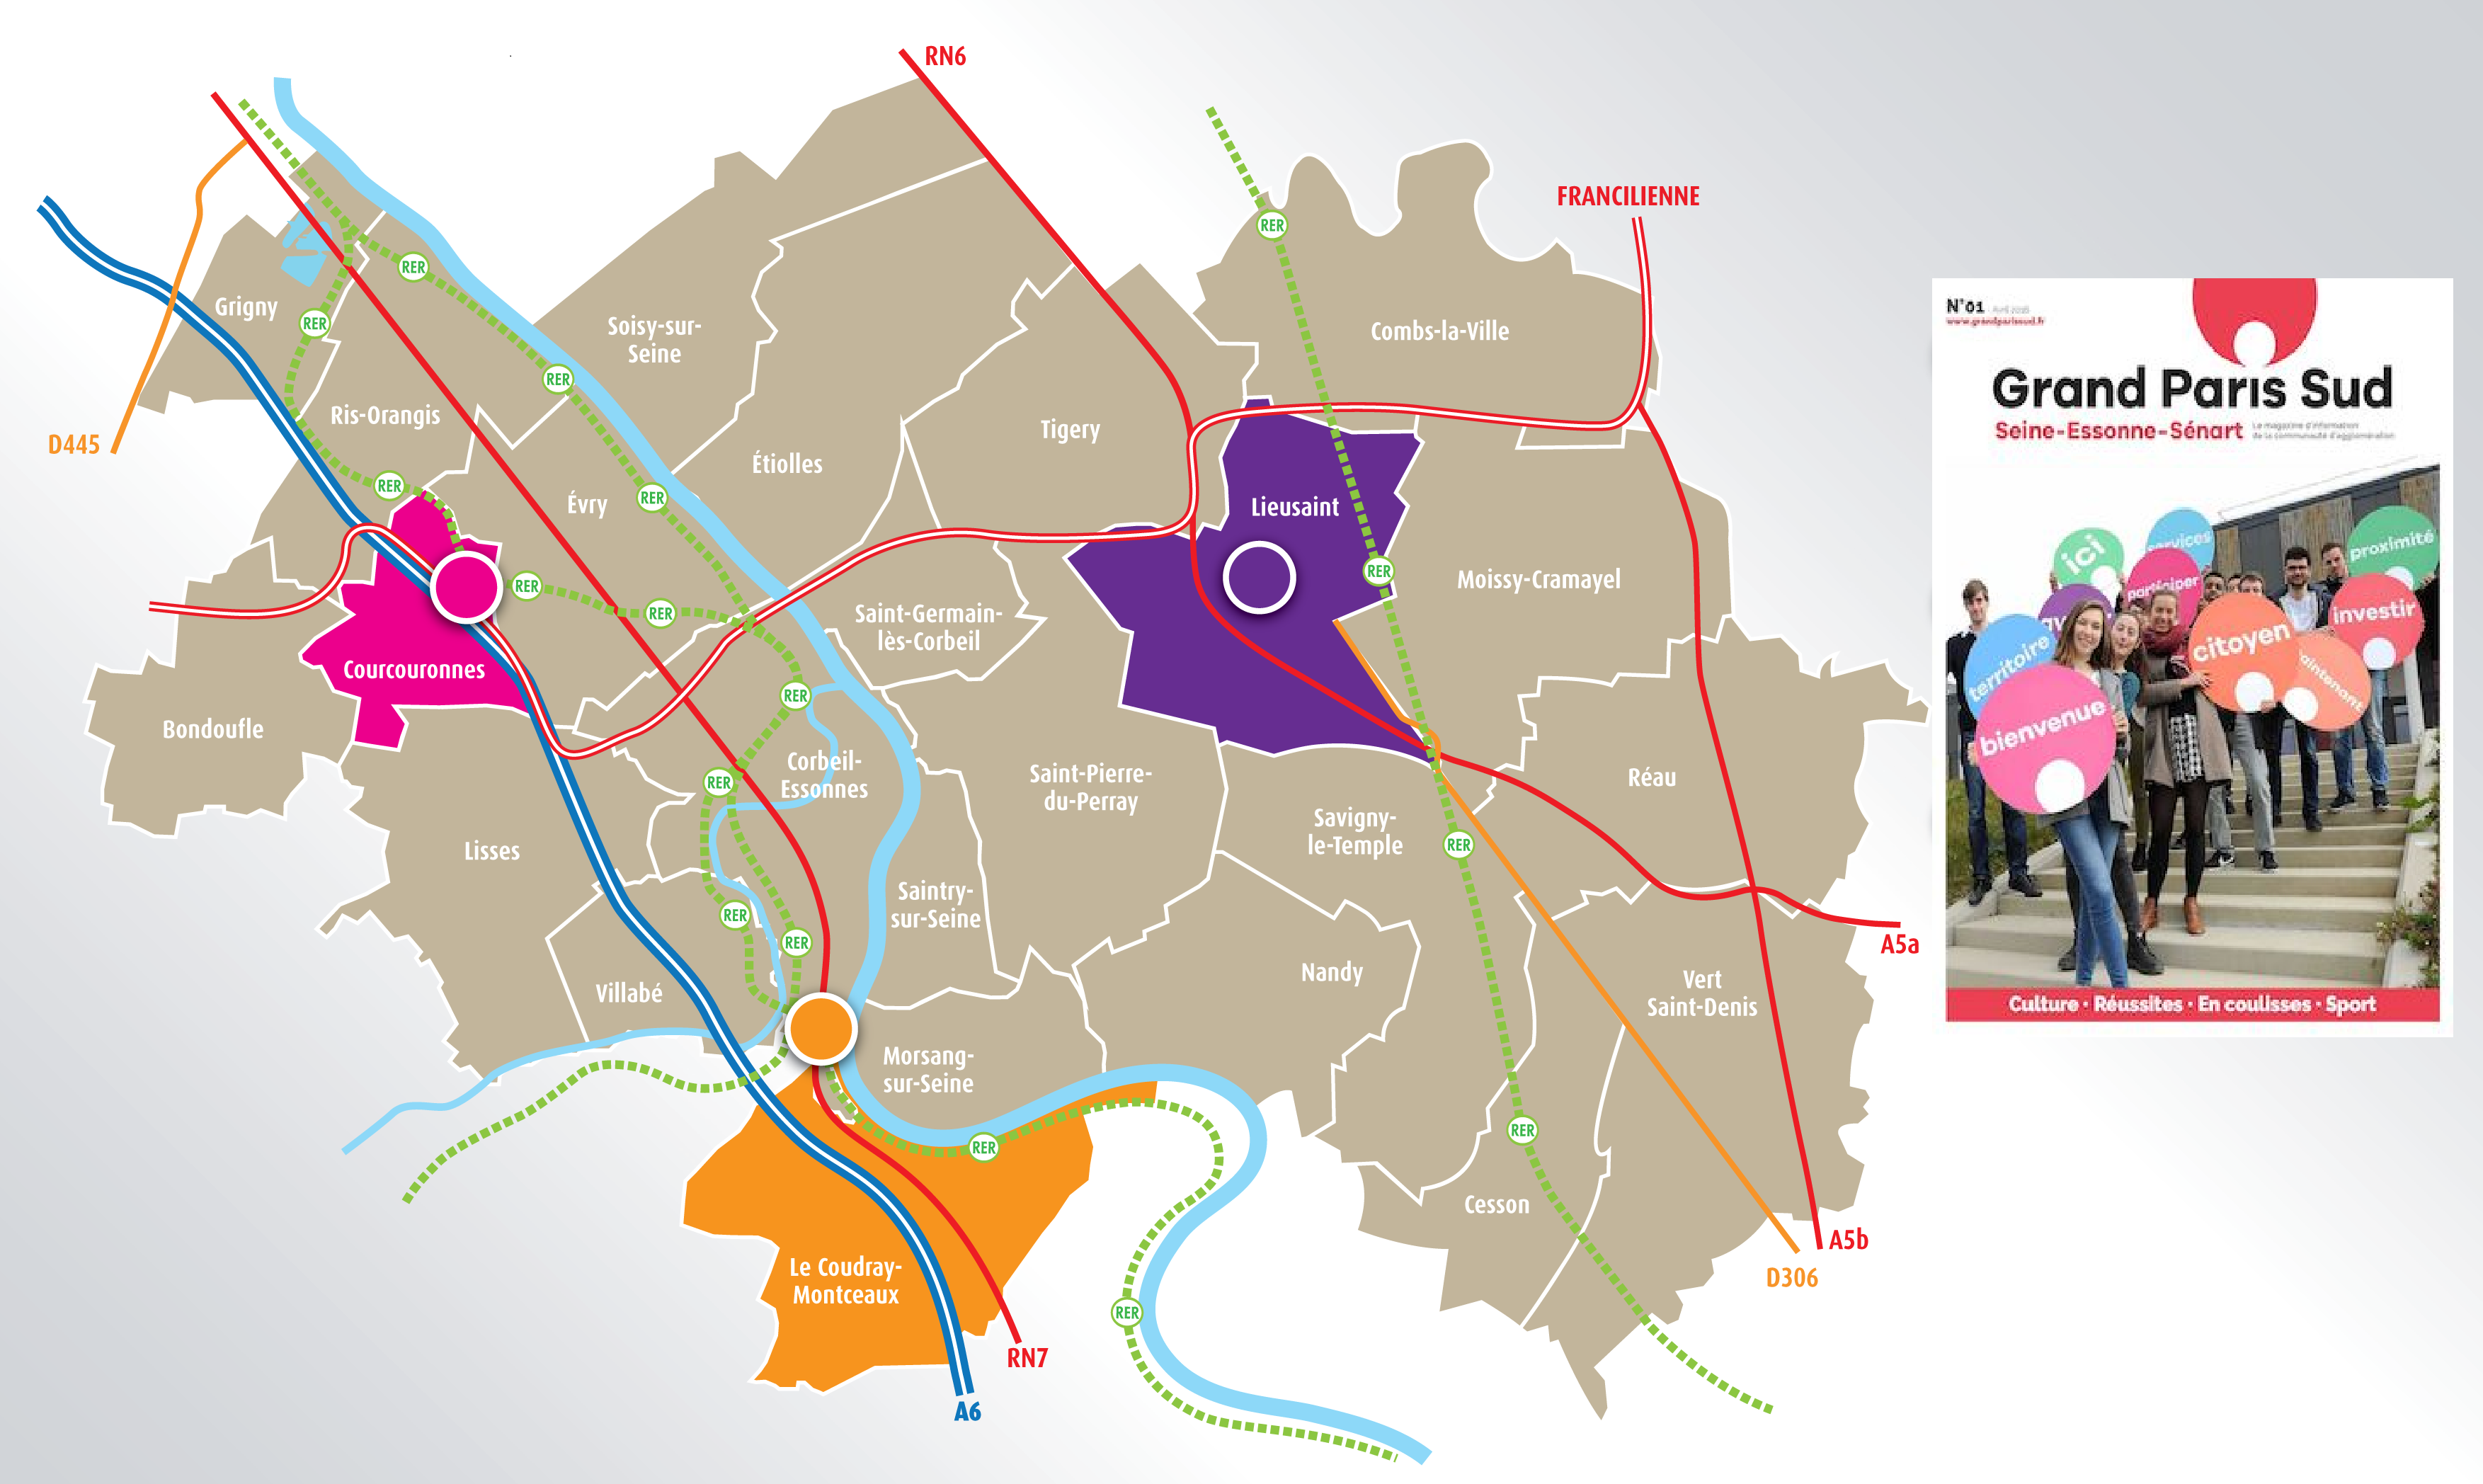 RN6
FRANCILIENNE
RER
RER
Grigny
RER
Soisy-sur-
Seine
Combs-la-Ville
RER
Ris-Orangis
Tigery
D445
Étiolles
RER
RER
Évry
Lieusaint
RER
Moissy-Cramayel
RER
RER
Saint-Germain-
lès-Corbeil
Courcouronnes
RER
Bondoufle
Corbeil-
Essonnes
RER
Saint-Pierre-
du-Perray
Réau
Savigny-
le-Temple
RER
Lisses
Saintry-
sur-Seine
RER
RER
A5a
Nandy
Vert
Saint-Denis
Villabé
Morsang-
sur-Seine
RER
RER
Cesson
A5b
D306
Le Coudray-
Montceaux
RER
RN7
A6
N°01
www.grandparissud.fr
Grand Paris Sud
Seine-Essonne-Sénart
Le magazine d'information
de la communauté d'agglomération
ici
services
proximité
participer
investir
citoyen
territoire
bienvenue
Culture · Réussites · En coulisses · Sport